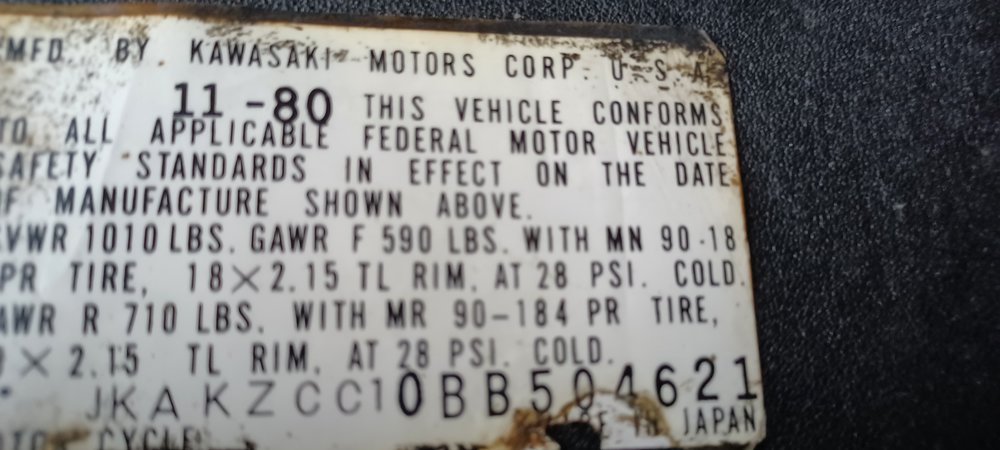 MFD. BY KAWASAKI MOTORS CORP. U.S.A.
11-80 THIS VEHICLE CONFORMS
TO ALL APPLICABLE FEDERAL MOTOR VEHICLE
SAFETY STANDARDS IN EFFECT ON THE DATE
OF MANUFACTURE SHOWN ABOVE.
GVWR 1010 LBS. GAWR F 590 LBS. WITH MN 90-18
PR TIRE, 18×2.15 TL RIM. AT 28 PSI. COLD.
GAWR R 710 LBS. WITH MR 90-184 PR TIRE,
× 2.15 TL RIM. AT 28 PSI. COLD.
JKAKZCC10BB504621
CYCLE IN JAPAN